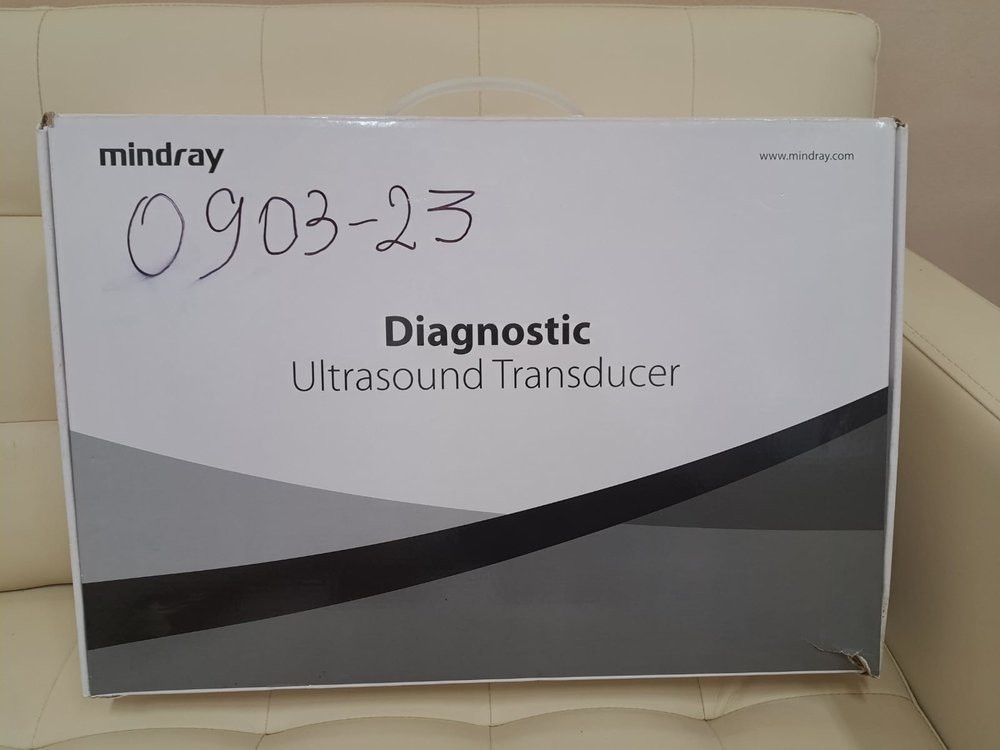 mindray
www.mindray.com
0903-23
Diagnostic
Ultrasound Transducer